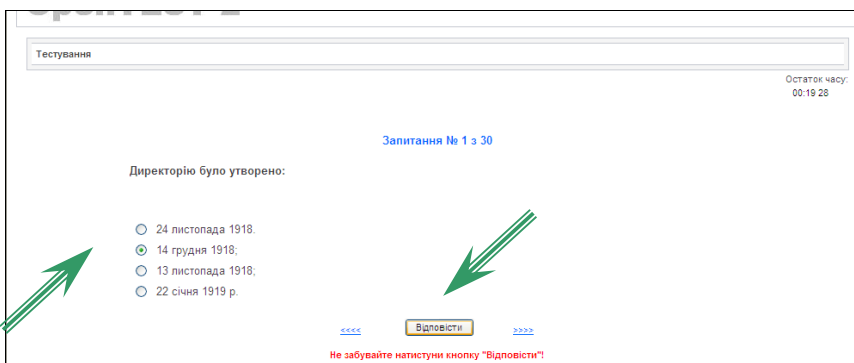 Тестування
Остаток часу:
00:19 28
Запитання № 1 з 30
Директорію було утворено:
24 листопада 1918.
14 грудня 1918;
13 листопада 1918;
22 січня 1919 р.
<<<< Відповісти >>>>
Не забувайте натистуни кнопку "Відповісти"!